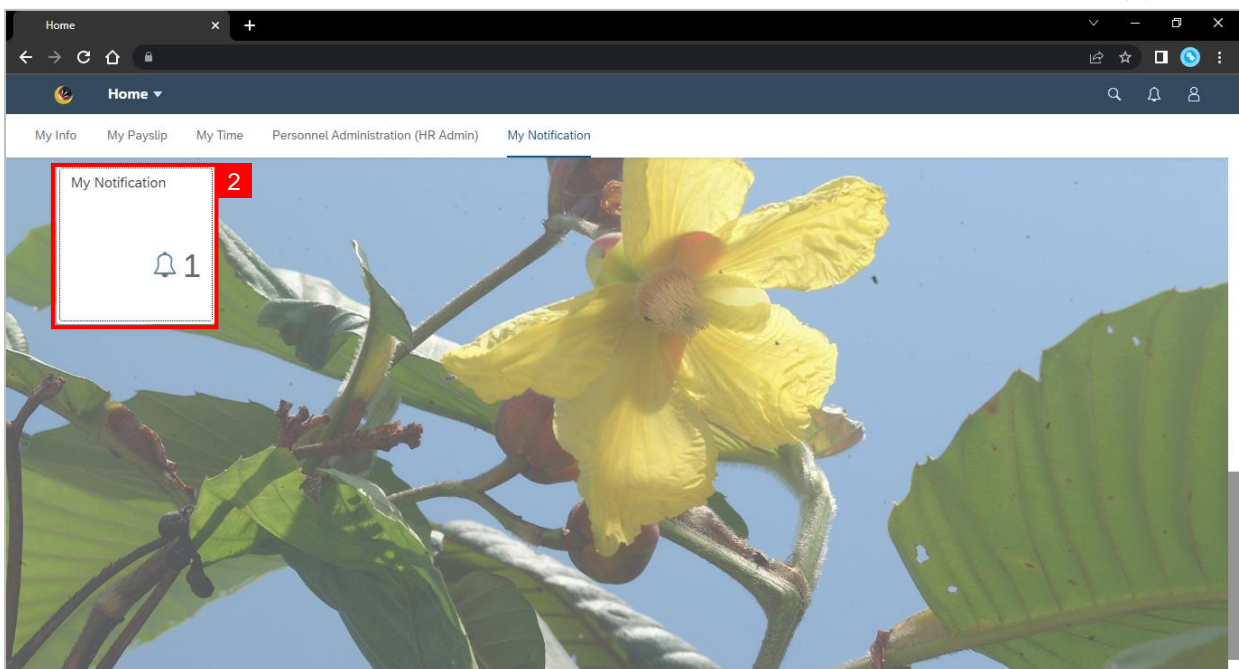 Home
Home
My Info My Payslip My Time Personnel Administration (HR Admin) My Notification
My Notification
2
1